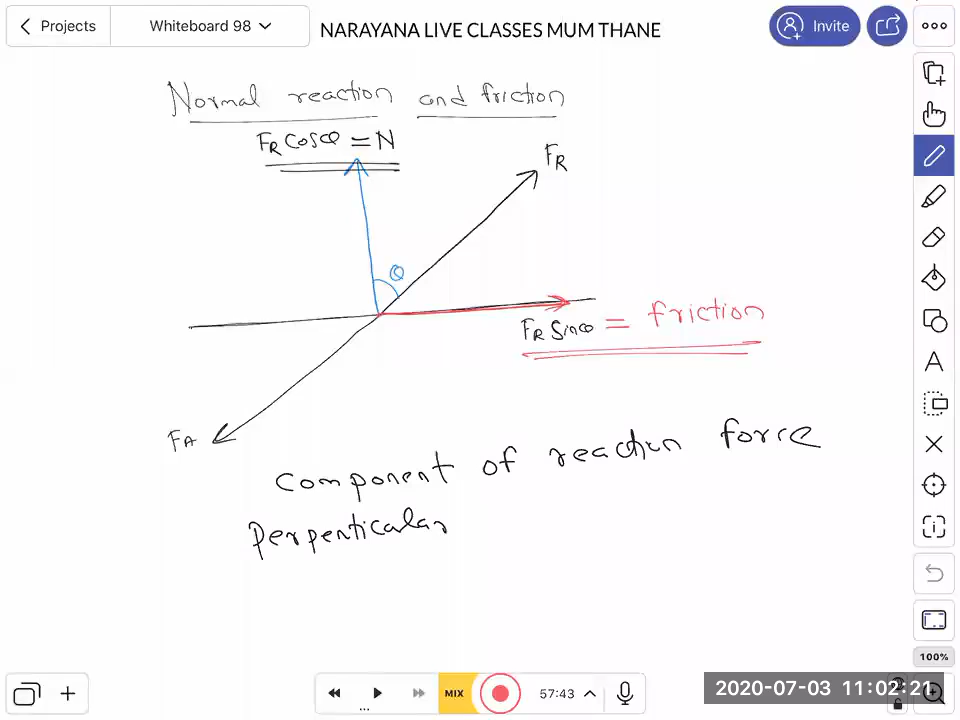 Projects
Whiteboard 98
NARAYANA LIVE CLASSES MUM THANE
Invite
Normal reaction and friction
FR cosθ = N
FR
θ
FR sinθ = friction
FA
component of reaction force
perpenticular
A
100%
MIX
57:43
2020-07-03 11:02:21